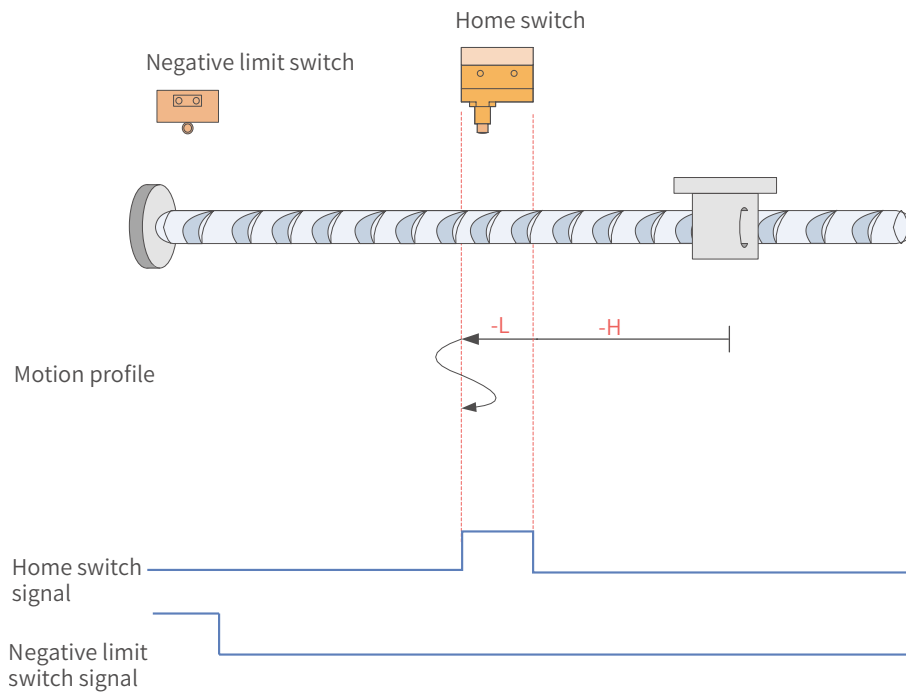 Home switch
Negative limit switch
-L
-H
Motion profile
Home switch
signal
Negative limit
switch signal